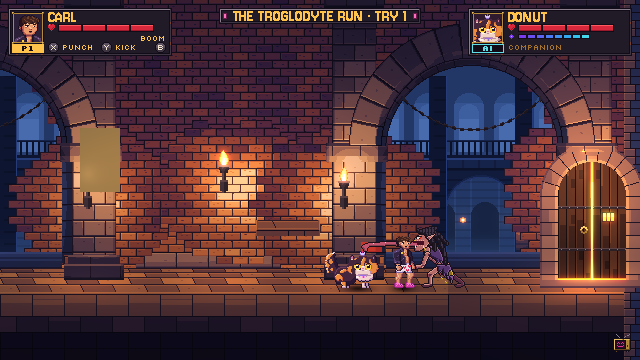 CARL
THE TROGLODYTE RUN · TRY 1
DONUT
BOOM
P1
X PUNCH Y KICK B
AI
COMPANION